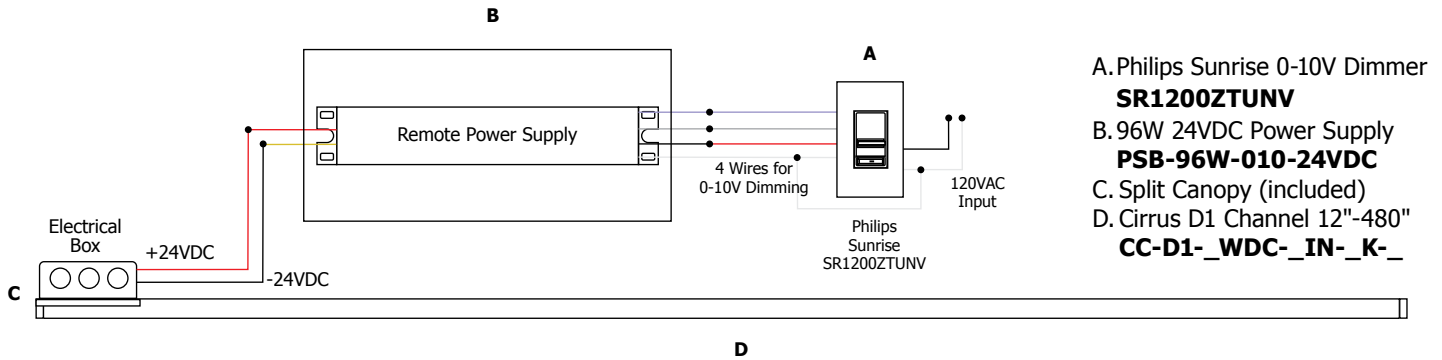 B
A
Remote Power Supply
4 Wires for
0-10V Dimming
120VAC
Input
Philips
Sunrise
SR1200ZTUNV
Electrical
Box
+24VDC
-24VDC
C
D
A. Philips Sunrise 0-10V Dimmer
SR1200ZTUNV
B. 96W 24VDC Power Supply
PSB-96W-010-24VDC
C. Split Canopy (included)
D. Cirrus D1 Channel 12"-480"
CC-D1-_WDC-_IN-_K-_